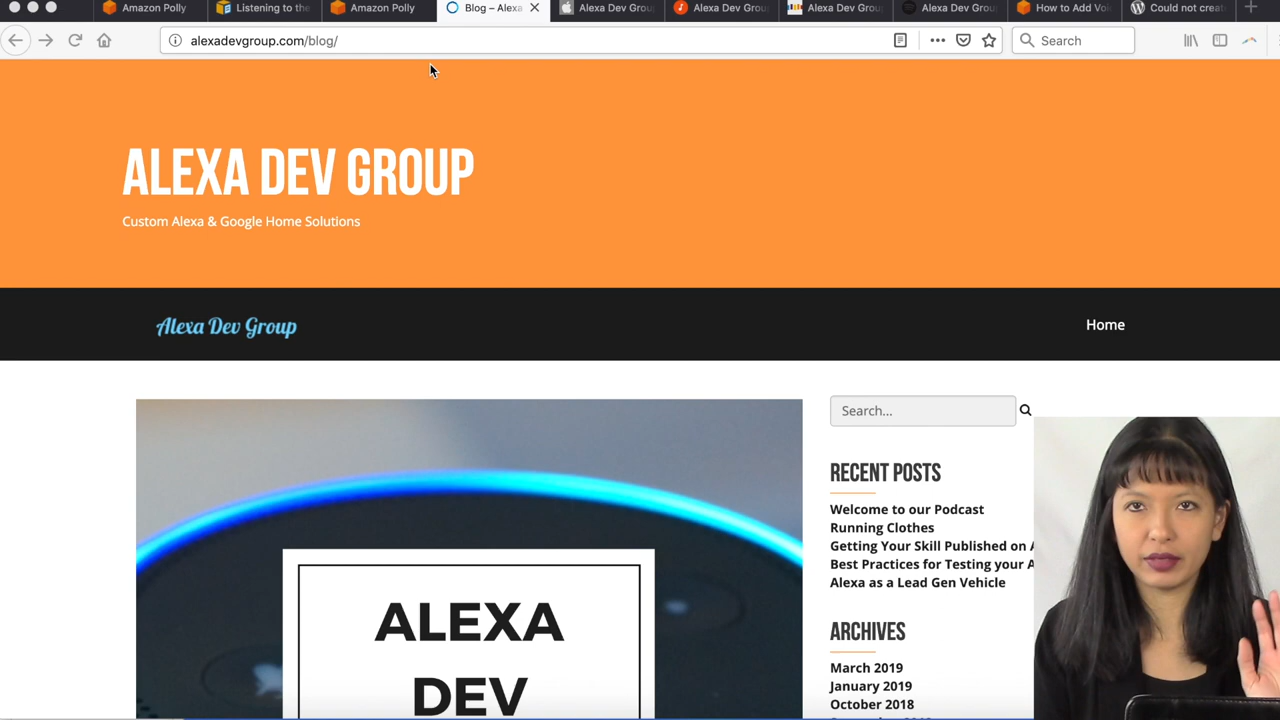 Amazon Polly
Listening to the
Amazon Polly
Blog – Alexa
Alexa Dev Grou
Alexa Dev Grou
Alexa Dev Grou
Alexa Dev Grou
How to Add Voi
Could not creat
alexadevgroup.com/blog/
Search
ALEXA DEV GROUP
Custom Alexa & Google Home Solutions
Alexa Dev Group
Home
Search...
RECENT POSTS
Welcome to our Podcast
Running Clothes
Getting Your Skill Published on A
Best Practices for Testing your A
Alexa as a Lead Gen Vehicle
ARCHIVES
March 2019
January 2019
October 2018
ALEXA
DEV